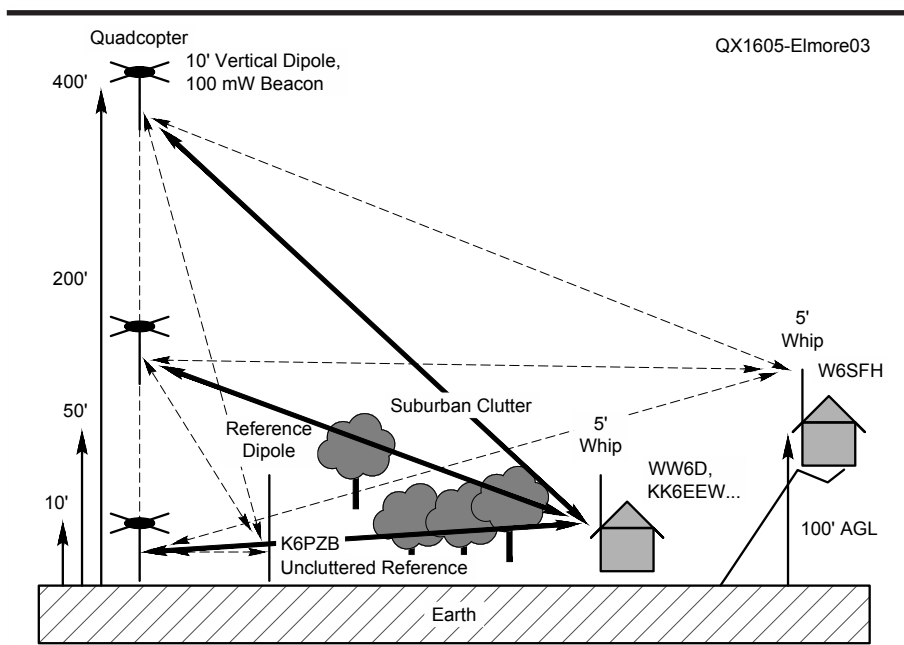 QX1605-Elmore03
Quadcopter
10' Vertical Dipole,
100 mW Beacon
400'
200'
50'
10'
Reference
Dipole
Suburban Clutter
5'
Whip
WW6D,
KK6EEW...
5'
Whip
W6SFH
100' AGL
K6PZB
Uncluttered Reference
Earth